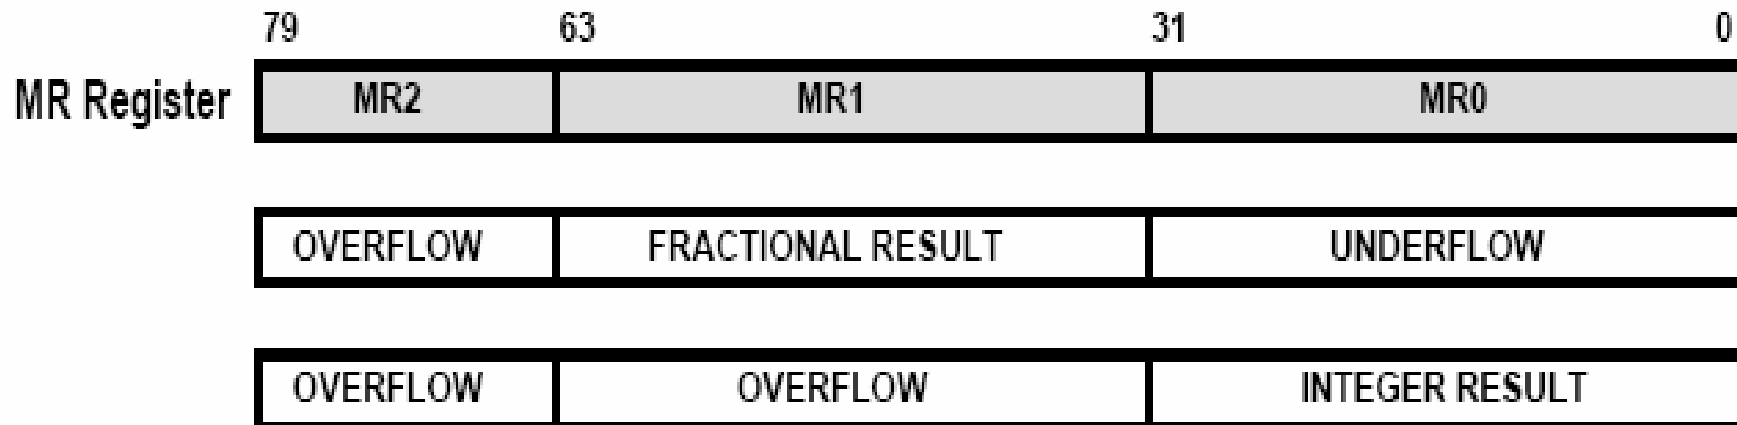 79 63 31 0
MR Register MR2 MR1 MR0
OVERFLOW FRACTIONAL RESULT UNDERFLOW
OVERFLOW OVERFLOW INTEGER RESULT